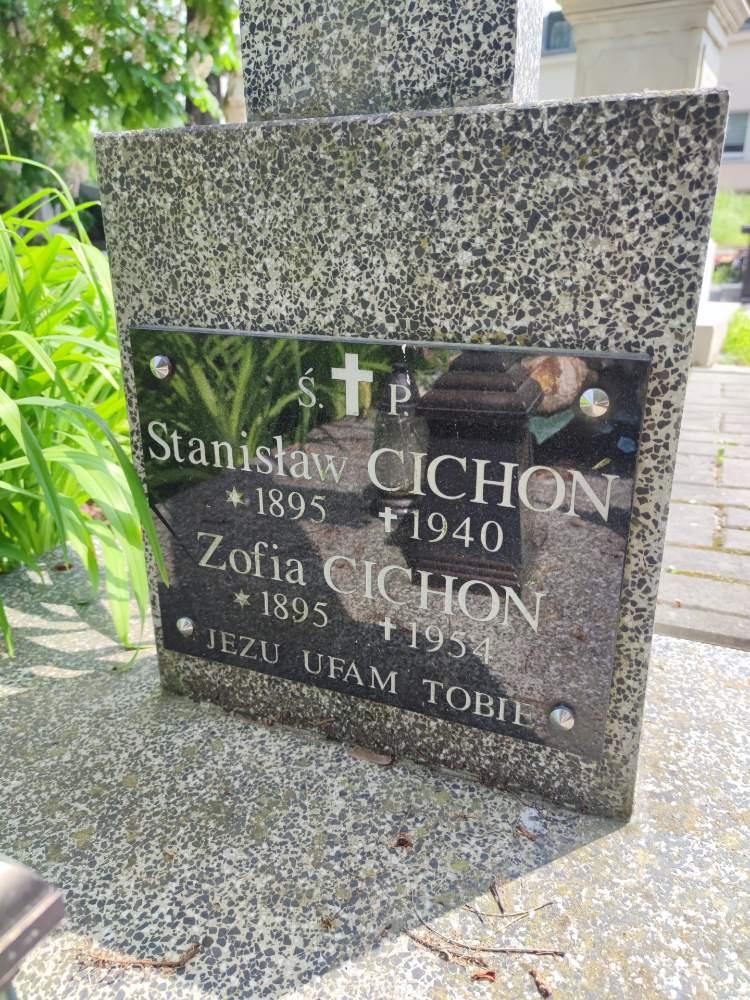 Ś. ✝ P.
Stanisław CICHON
* 1895 ✝ 1940
Zofia CICHON
* 1895 ✝ 1954
JEZU UFAM TOBIE